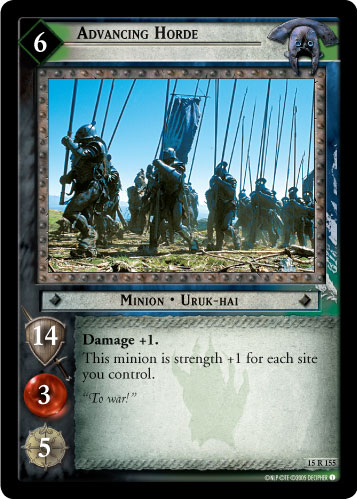 6
Advancing Horde
Minion • Uruk-hai
14
Damage +1.
This minion is strength +1 for each site
you control.
3
"To war!"
5
15 R 155